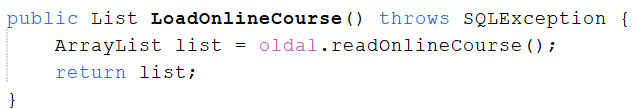 public List LoadOnlineCourse() throws SQLException {
    ArrayList list = oldal.readOnlineCourse();
    return list;
}